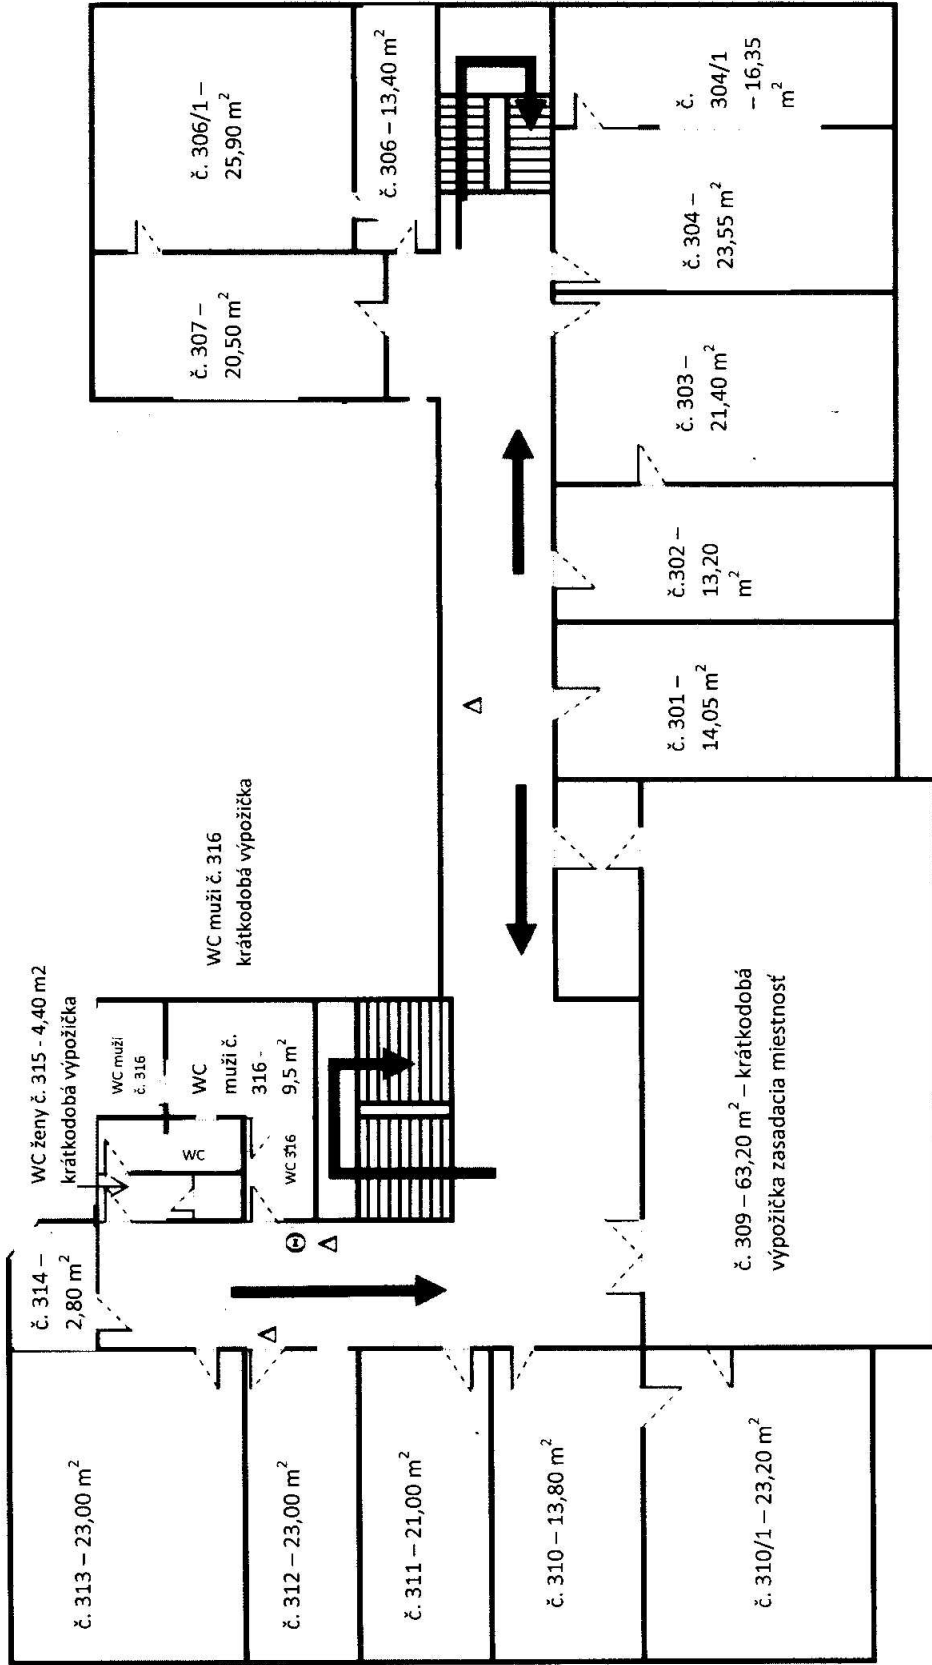 č. 313 – 23,00 m²
č. 312 – 23,00 m²
č. 311 – 21,00 m²
č. 310 – 13,80 m²
č. 310/1 – 23,20 m²
č. 314 –
2,80 m²
WC ženy č. 315 - 4,40 m2
krátkodobá výpožička
WC muži
č. 316
WC
muži č.
316 -
9,5 m²
WC
WC 316
WC muži č. 316
krátkodobá výpožička
č. 309 – 63,20 m² – krátkodobá
výpožička zasadacia miestnosť
č. 301 –
14,05 m²
č.302 –
13,20
m²
č. 303 –
21,40 m²
č. 304 –
23,55 m²
č.
304/1
– 16,35
m²
č. 307 –
20,50 m²
č. 306/1 –
25,90 m²
č. 306 – 13,40 m²